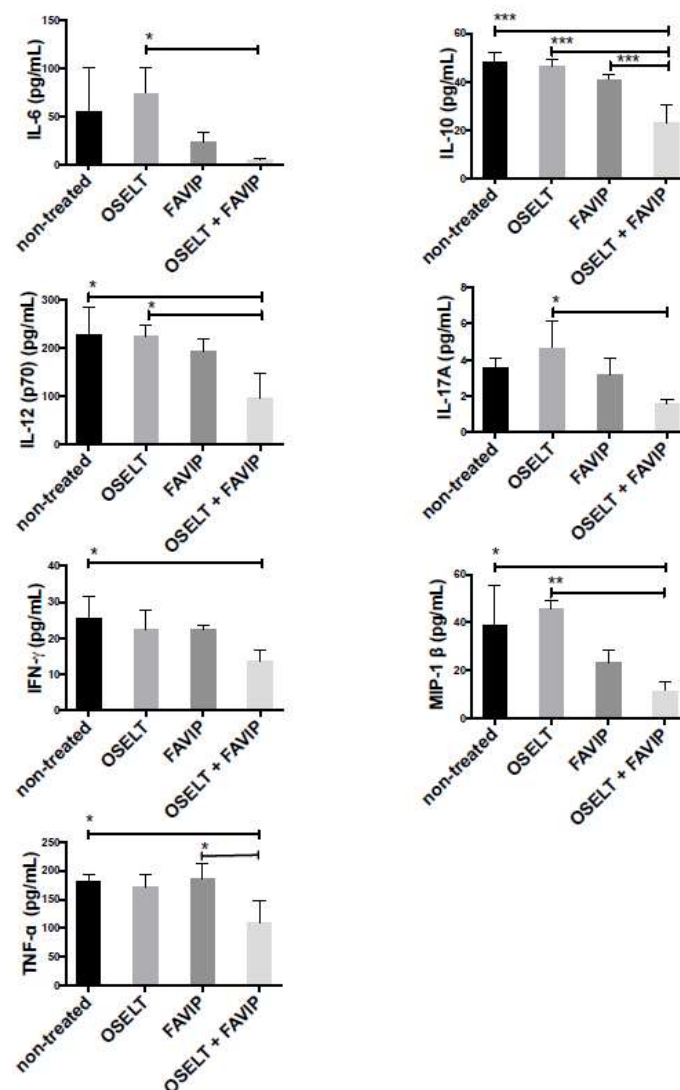 *
150
100
50
0
IL-6 (pg/mL)
non-treated
OSELT
FAVIP
OSELT + FAVIP
***
***
***
60
40
20
0
IL-10 (pg/mL)
non-treated
OSELT
FAVIP
OSELT + FAVIP
*
*
300
200
100
0
IL-12 (p70) (pg/mL)
non-treated
OSELT
FAVIP
OSELT + FAVIP
*
8
6
4
2
0
IL-17A (pg/mL)
non-treated
OSELT
FAVIP
OSELT + FAVIP
*
40
30
20
10
0
IFN-γ (pg/mL)
non-treated
OSELT
FAVIP
OSELT + FAVIP
*
**
60
40
20
0
MIP-1 β (pg/mL)
non-treated
OSELT
FAVIP
OSELT + FAVIP
*
*
250
200
150
100
50
0
TNF-α (pg/mL)
non-treated
OSELT
FAVIP
OSELT + FAVIP